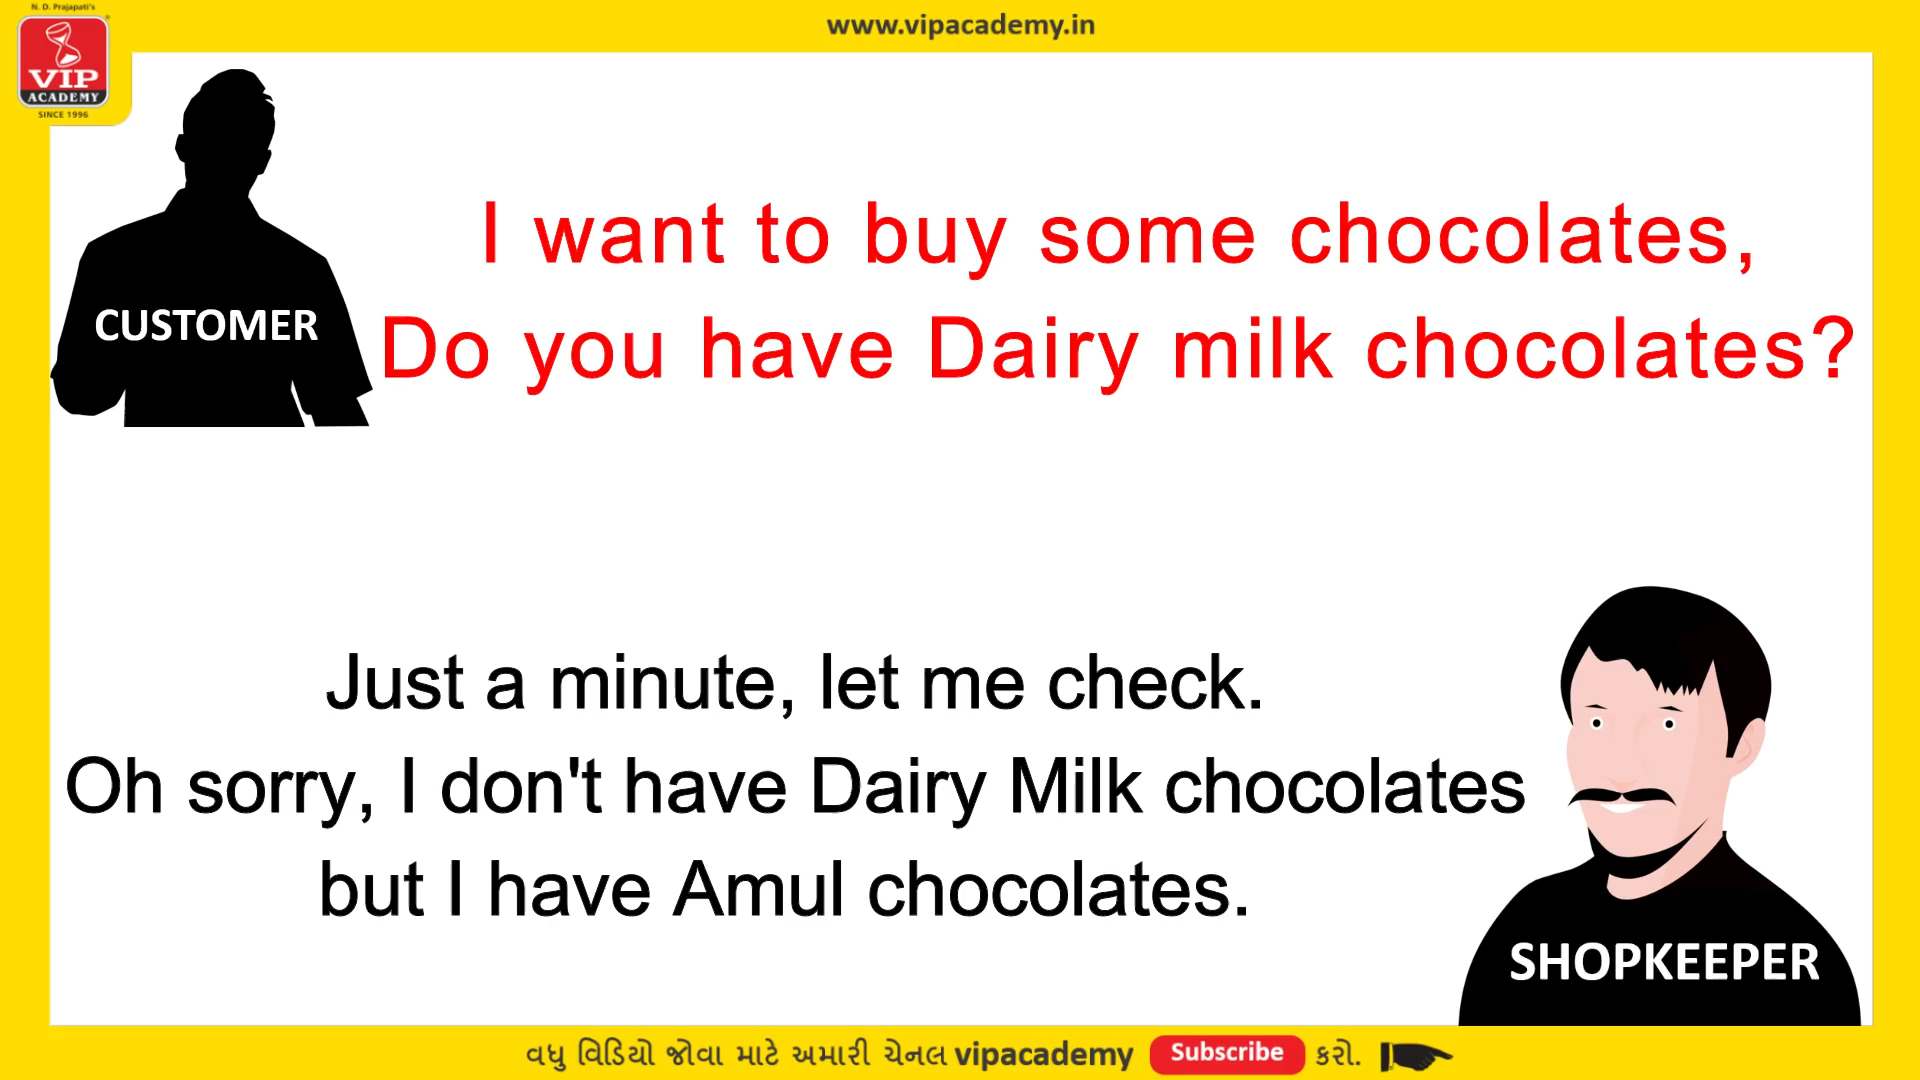 N. D. Prajapati's
VIP
ACADEMY
SINCE 1996
www.vipacademy.in
CUSTOMER
I want to buy some chocolates,
Do you have Dairy milk chocolates?
Just a minute, let me check.
Oh sorry, I don't have Dairy Milk chocolates
but I have Amul chocolates.
SHOPKEEPER
વધુ વિડિયો જોવા માટે અમારી ચેનલ vipacademy Subscribe કરો.